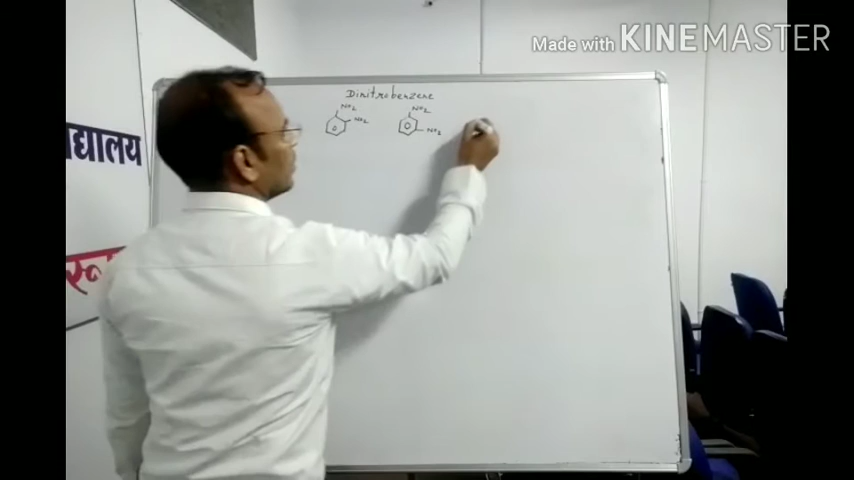 Made with KINEMASTER
Dinitrobenzene
NO2 NO2
NO2 NO2
द्यालय